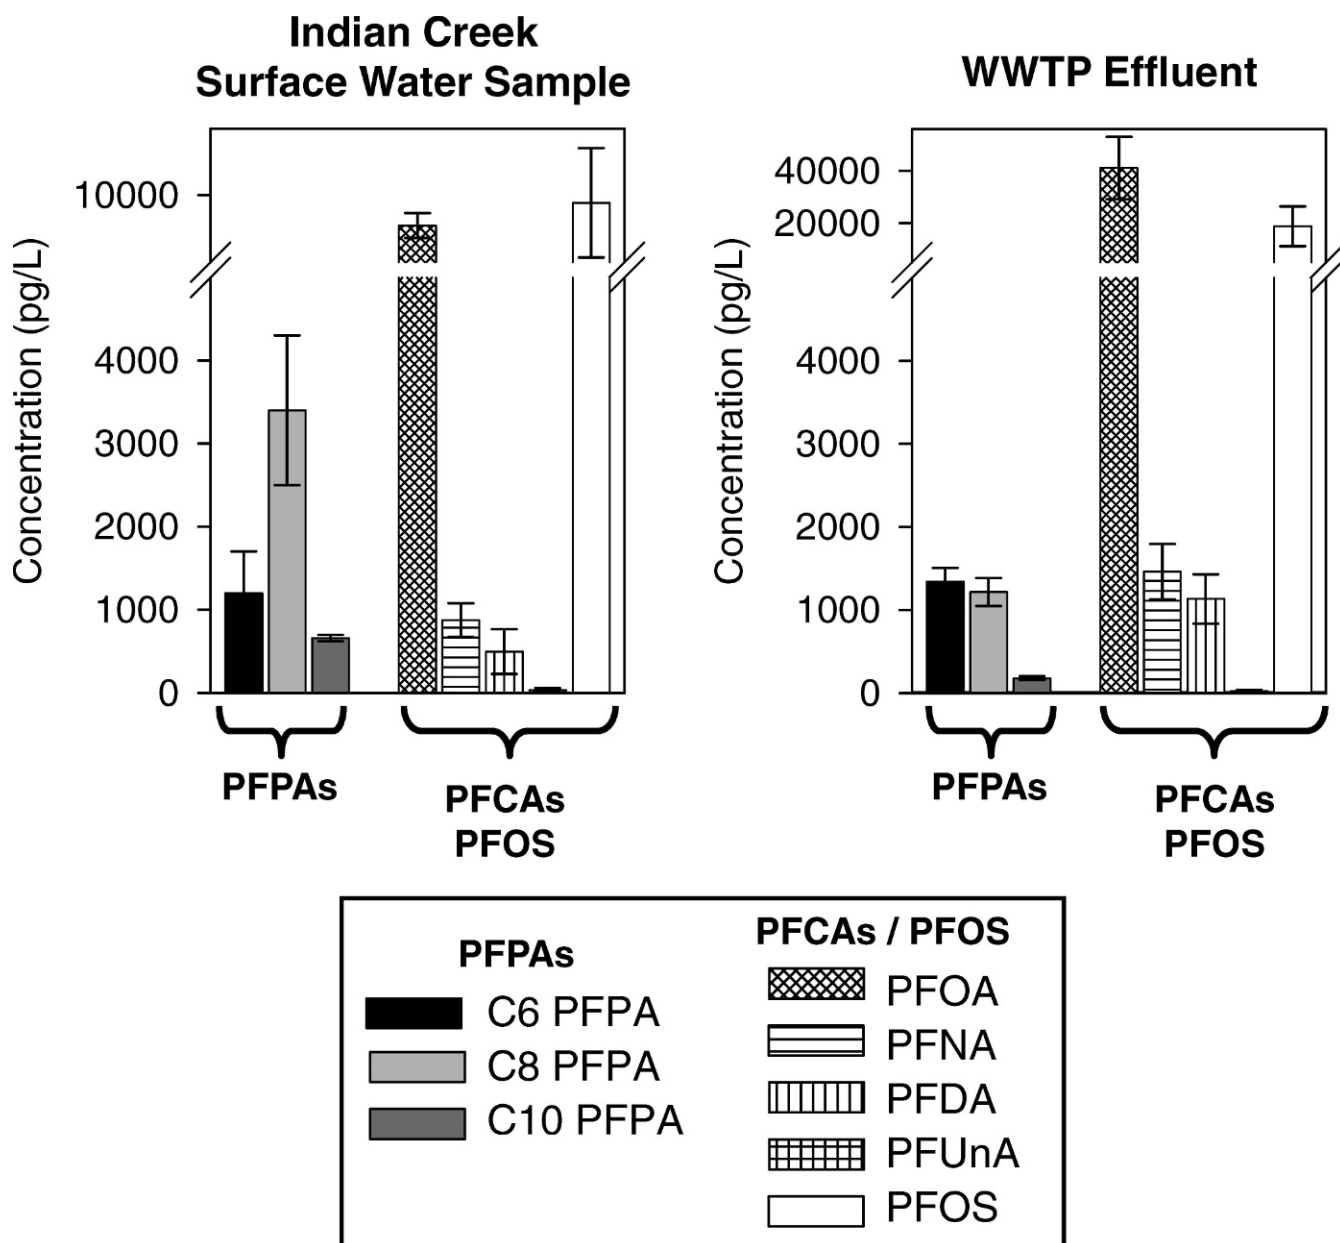 Indian Creek
Surface Water Sample
Concentration (pg/L)
10000
4000
3000
2000
1000
0
PFPAs
PFCAs
PFOS
WWTP Effluent
Concentration (pg/L)
40000
20000
4000
3000
2000
1000
0
PFPAs
PFCAs
PFOS
PFPAs
C6 PFPA
C8 PFPA
C10 PFPA
PFCAs / PFOS
PFOA
PFNA
PFDA
PFUnA
PFOS